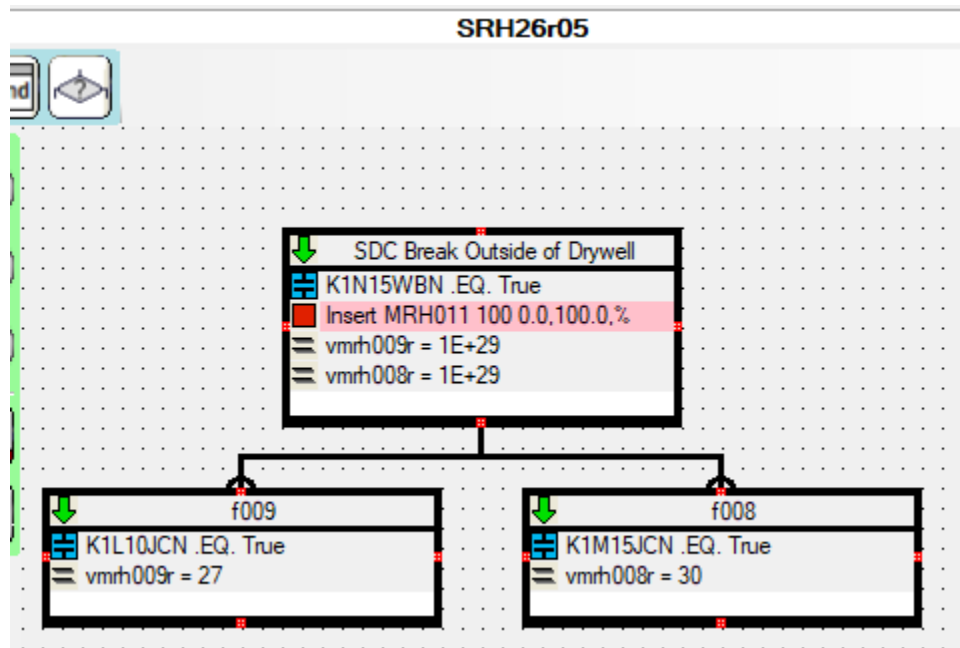 SRH26r05
nd
?
SDC Break Outside of Drywell
K1N15WBN .EQ. True
Insert MRH011 100 0.0,100.0,%
vmrh009r = 1E+29
vmrh008r = 1E+29
f009
K1L10JCN .EQ. True
vmrh009r = 27
f008
K1M15JCN .EQ. True
vmrh008r = 30